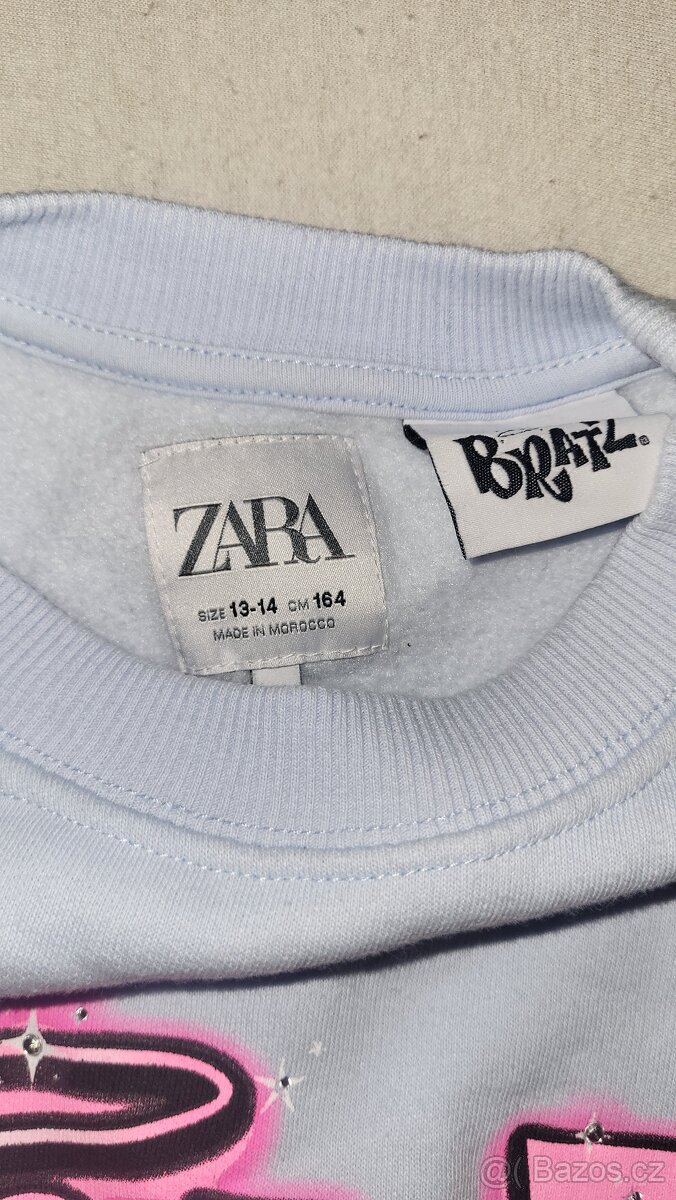 BRATZ
ZARA
SIZE 13-14 CM 164
MADE IN MOROCCO
@ Bazos.cz